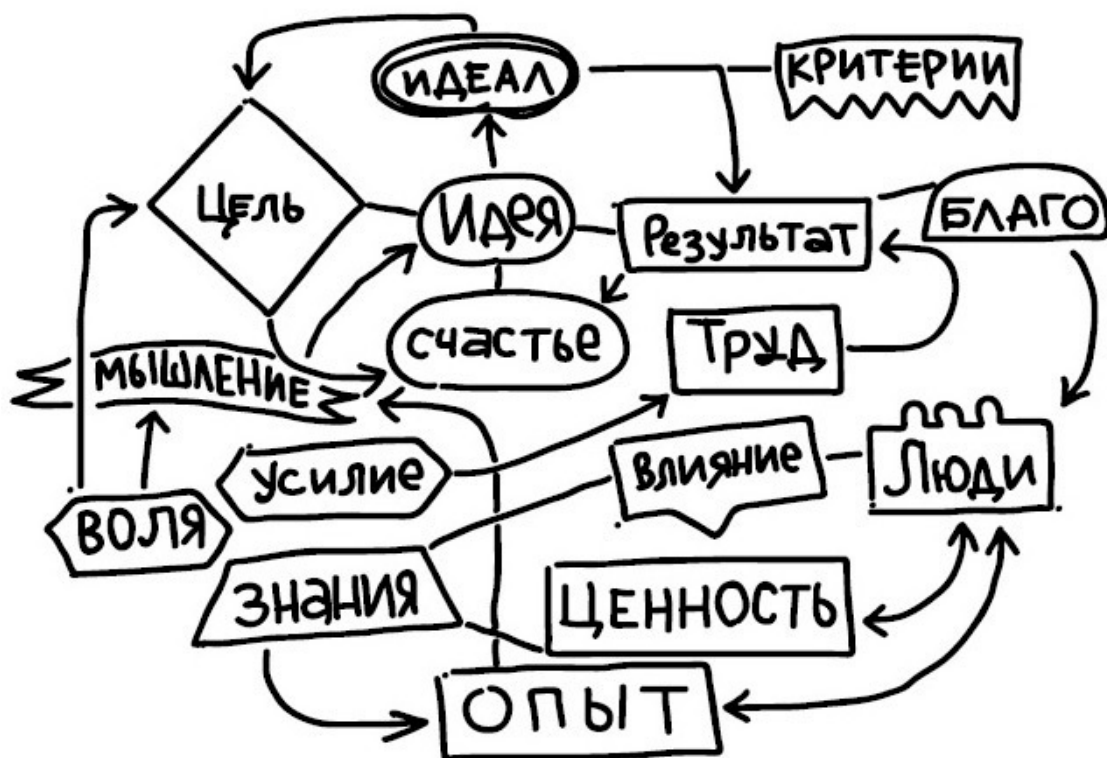 ИДЕАЛ
КРИТЕРИИ
Цель
Идея
Результат
БЛАГО
счастье
ТРУД
МЫШЛЕНИЕ
Усилие
Влияние
Люди
ВОЛЯ
ЗНАНИЯ
ЦЕННОСТЬ
ОПЫТ